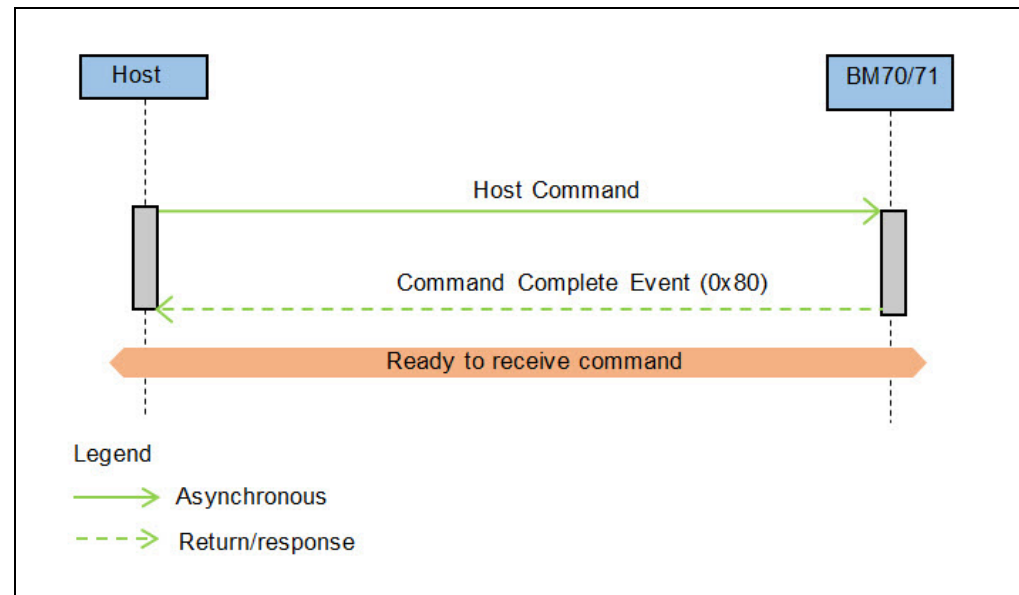 Host
BM70/71
Host Command
Command Complete Event (0x80)
Ready to receive command
Legend
Asynchronous
Return/response